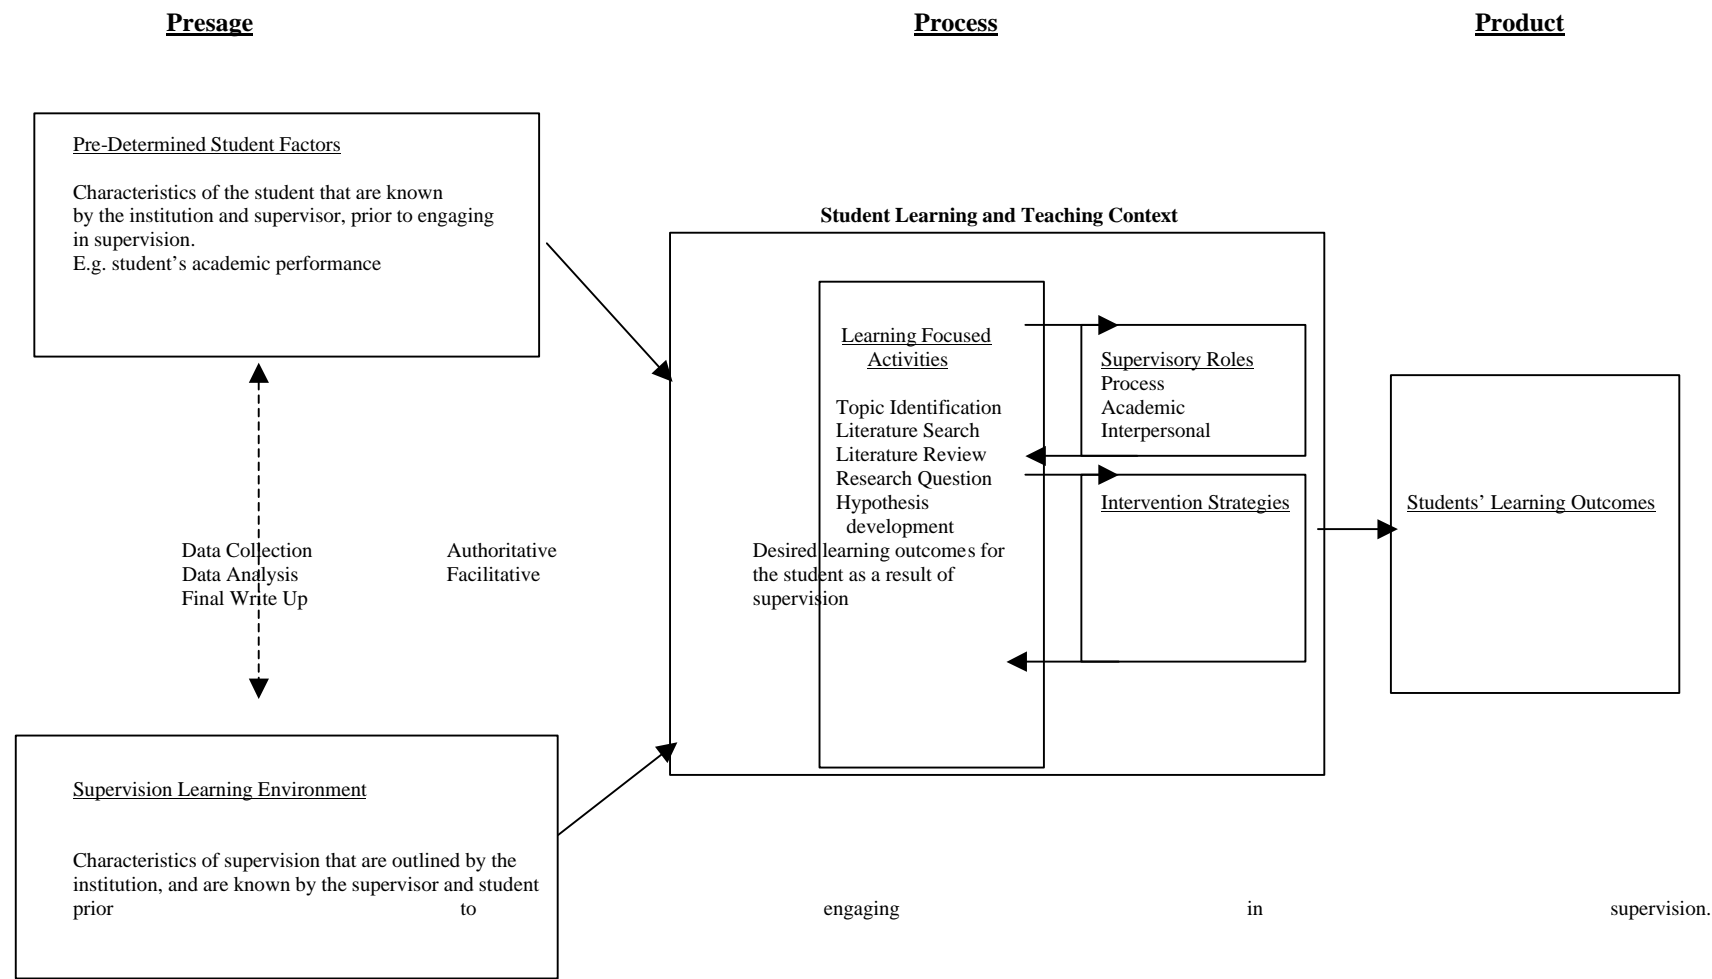 Presage Process Product
Pre-Determined Student Factors
Characteristics of the student that are known
by the institution and supervisor, prior to engaging
in supervision.
E.g. student’s academic performance
Student Learning and Teaching Context
Learning Focused
Activities
Topic Identification
Literature Search
Literature Review
Research Question
Hypothesis
development
Supervisory Roles
Process
Academic
Interpersonal
Intervention Strategies
Students’ Learning Outcomes
Data Collection Authoritative Desired learning outcomes for
Data Analysis Facilitative the student as a result of
Final Write Up supervision
Supervision Learning Environment
Characteristics of supervision that are outlined by the
institution, and are known by the supervisor and student
prior to engaging in supervision.